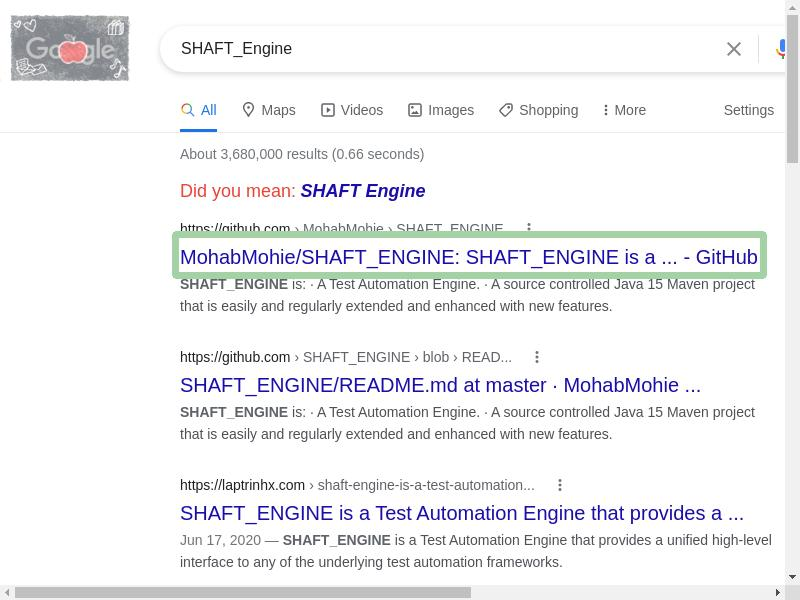 Google
SHAFT_Engine
All Maps Videos Images Shopping More Settings
About 3,680,000 results (0.66 seconds)
Did you mean: SHAFT Engine
https://github.com › MohabMohie › SHAFT_ENGINE
MohabMohie/SHAFT_ENGINE: SHAFT_ENGINE is a ... - GitHub
SHAFT_ENGINE is: · A Test Automation Engine. · A source controlled Java 15 Maven project
that is easily and regularly extended and enhanced with new features.
https://github.com › SHAFT_ENGINE › blob › READ...
SHAFT_ENGINE/README.md at master · MohabMohie ...
SHAFT_ENGINE is: · A Test Automation Engine. · A source controlled Java 15 Maven project
that is easily and regularly extended and enhanced with new features.
https://laptrinhx.com › shaft-engine-is-a-test-automation...
SHAFT_ENGINE is a Test Automation Engine that provides a ...
Jun 17, 2020 — SHAFT_ENGINE is a Test Automation Engine that provides a unified high-level
interface to any of the underlying test automation frameworks.